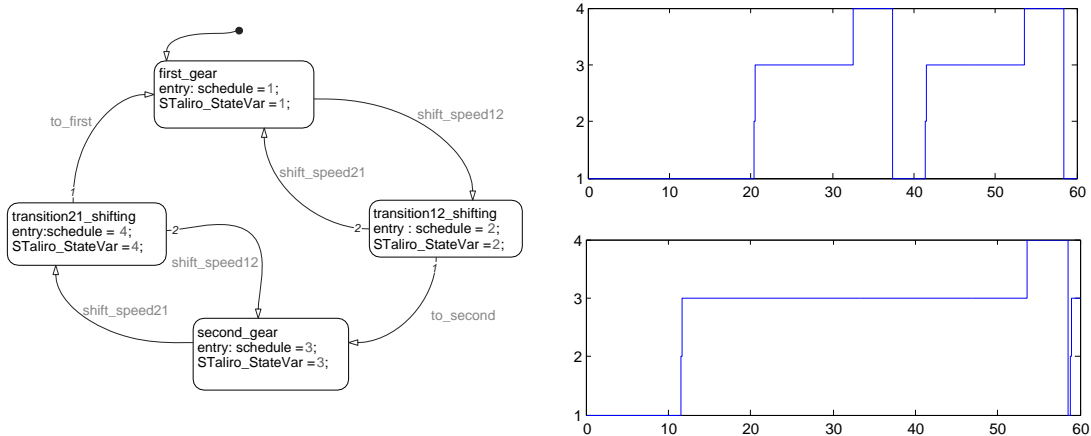 first_gear
entry: schedule =1;
STaliro_StateVar =1;
to_first
shift_speed12
shift_speed21
1
transition21_shifting
entry:schedule = 4;
STaliro_StateVar =4;
2
transition12_shifting
entry : schedule = 2;
STaliro_StateVar =2;
2
1
shift_speed12
shift_speed21
to_second
second_gear
entry: schedule =3;
STaliro_StateVar =3;
4
3
2
1
0 10 20 30 40 50 60
4
3
2
1
0 10 20 30 40 50 60